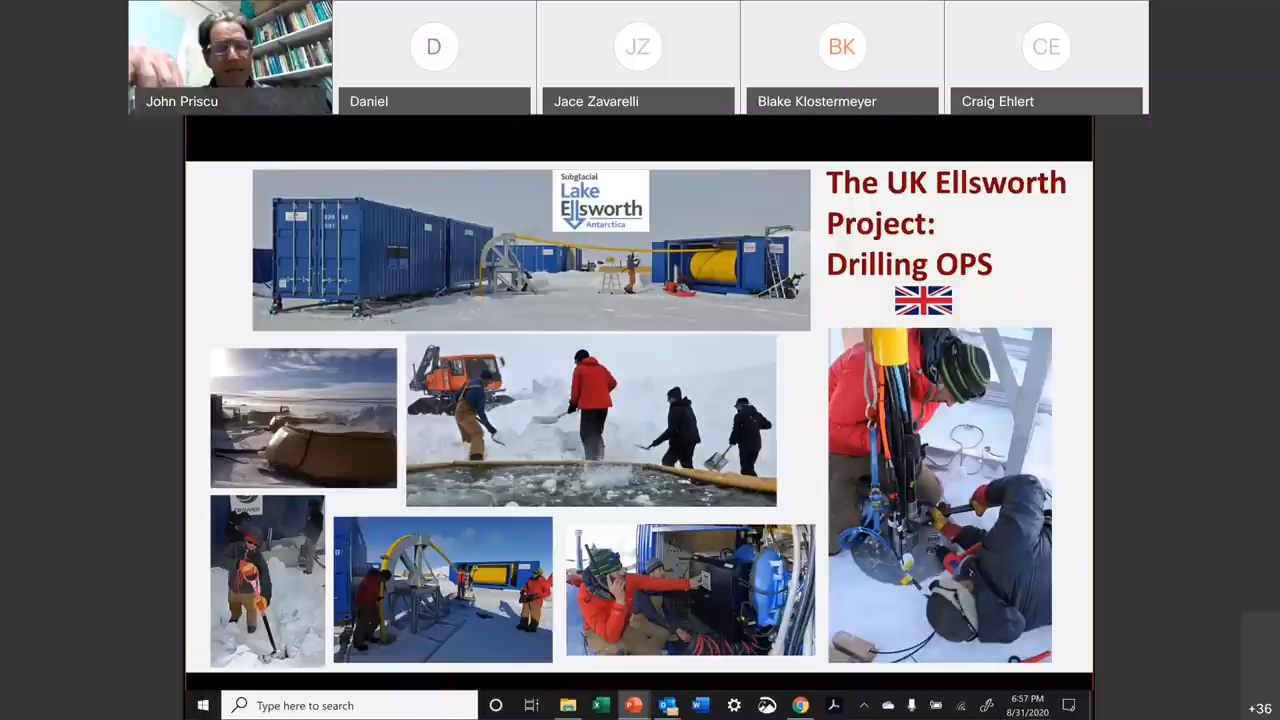 D
JZ
BK
CE
John Priscu
Daniel
Jace Zavarelli
Blake Klostermeyer
Craig Ehlert
Subglacial
Lake
Ellsworth
Antarctica
The UK Ellsworth
Project:
Drilling OPS
Type here to search
6:57 PM
8/31/2020
+36